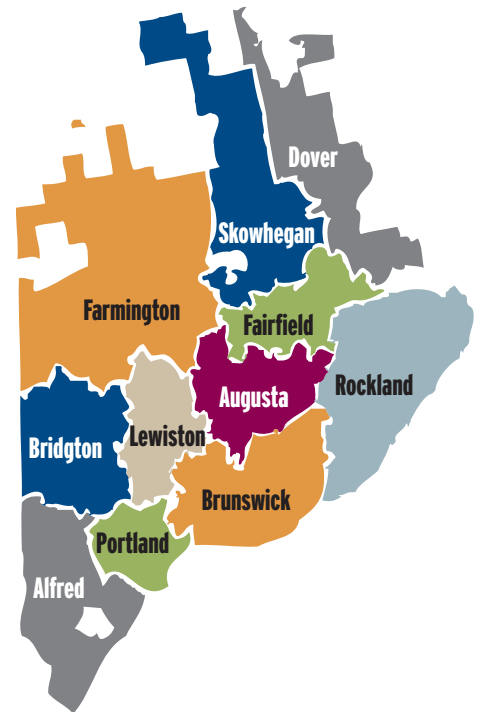 Dover
Skowhegan
Farmington
Fairfield
Rockland
Augusta
Lewiston
Bridgton
Brunswick
Portland
Alfred